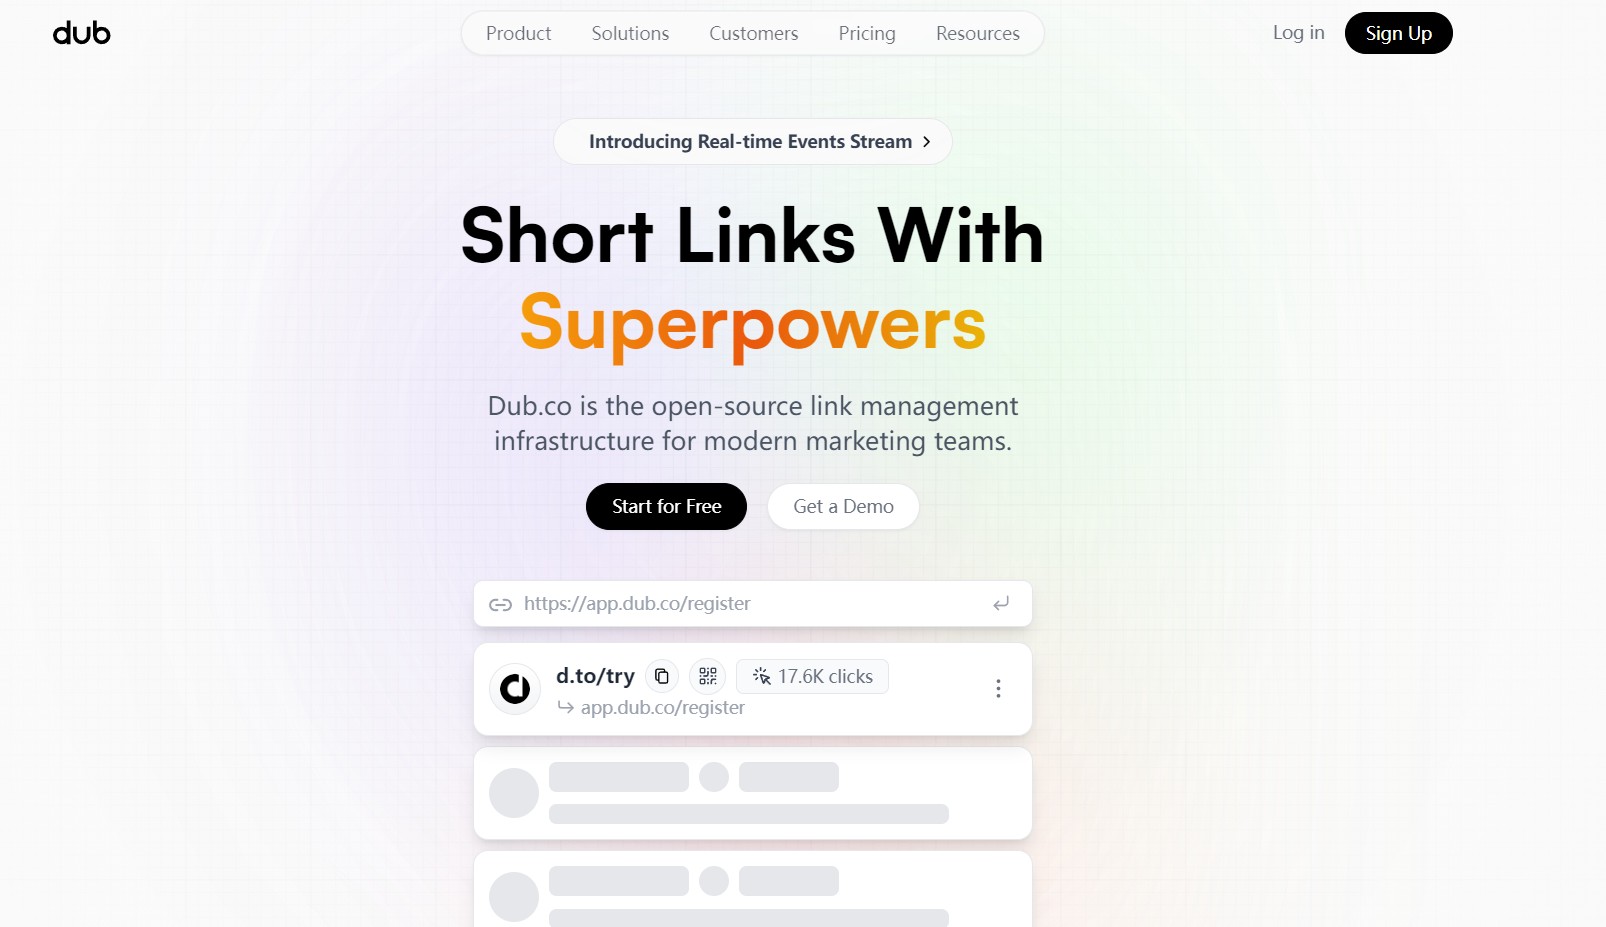 dub
Product Solutions Customers Pricing Resources
Log in
Sign Up
Introducing Real-time Events Stream
Short Links With
Superpowers
Dub.co is the open-source link management
infrastructure for modern marketing teams.
Start for Free
Get a Demo
https://app.dub.co/register
d.to/try
17.6K clicks
app.dub.co/register